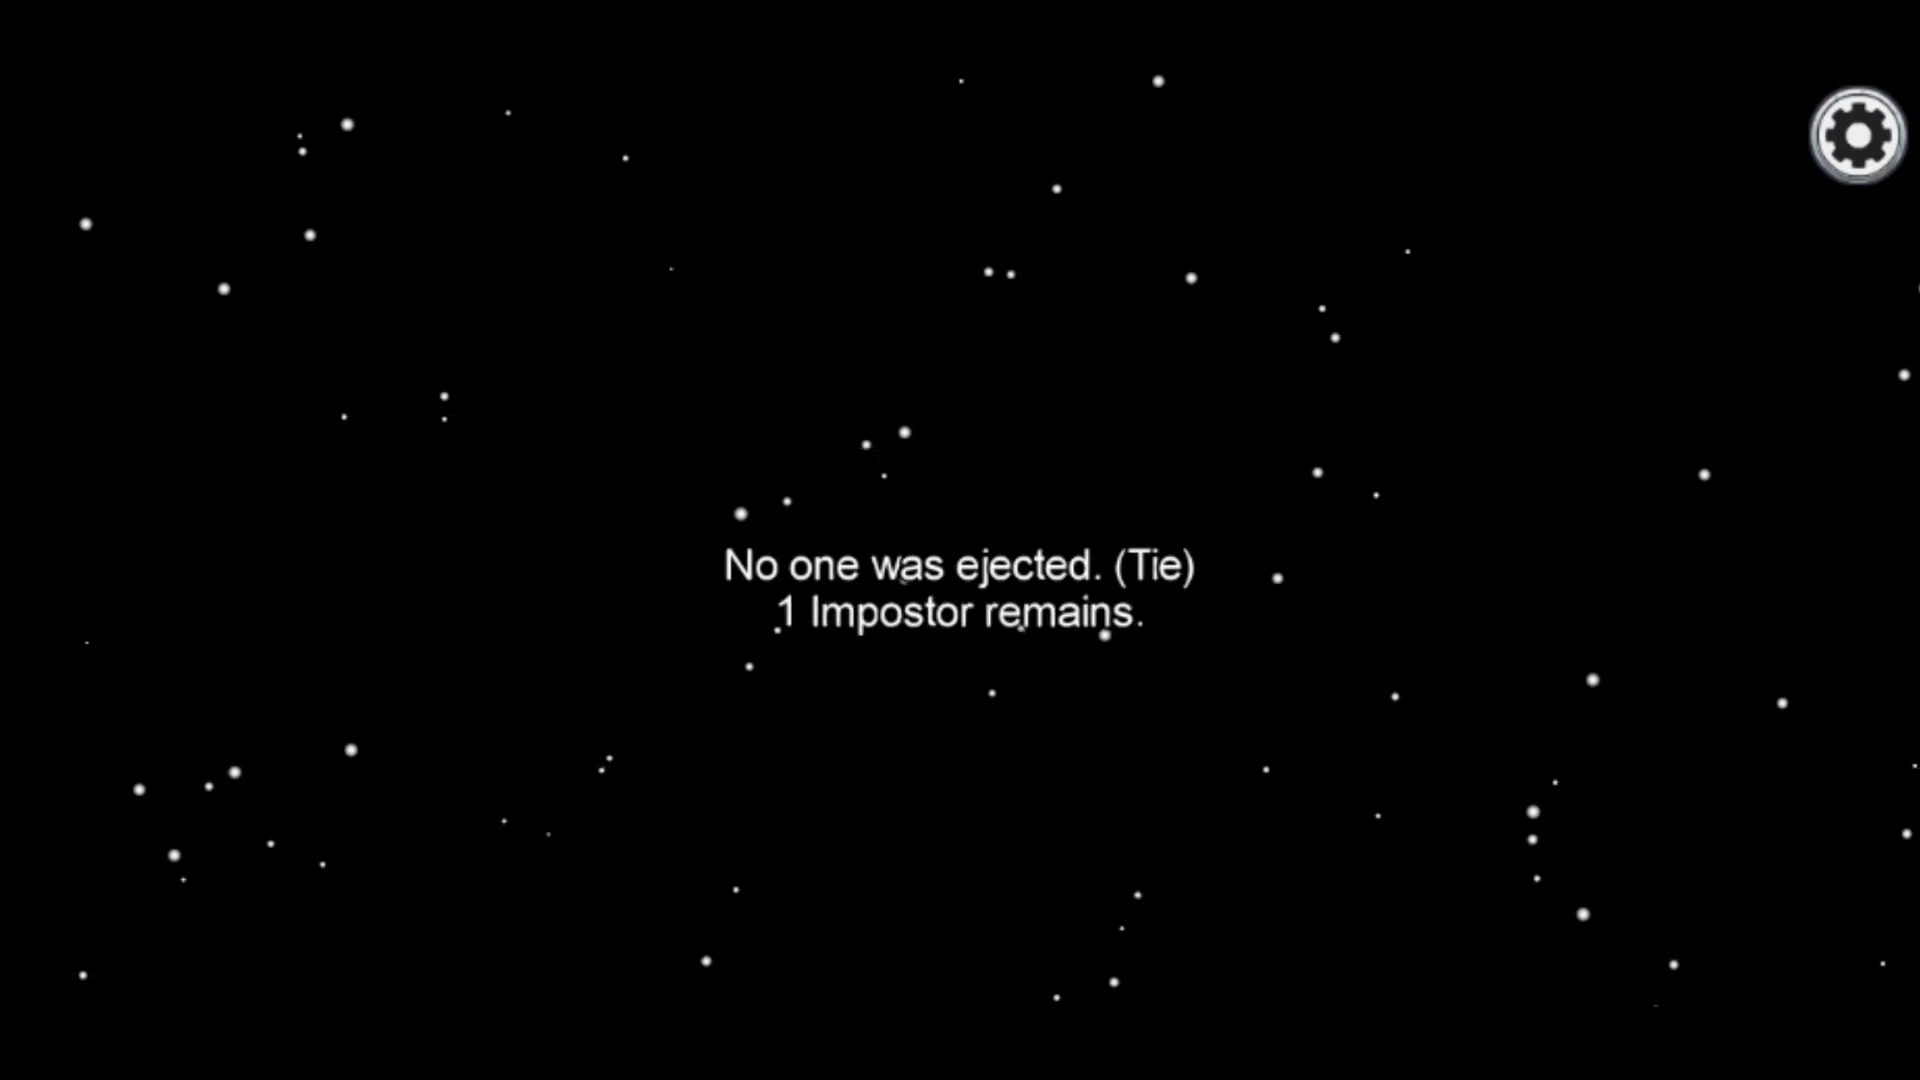 No one was ejected. (Tie)
1 Impostor remains.